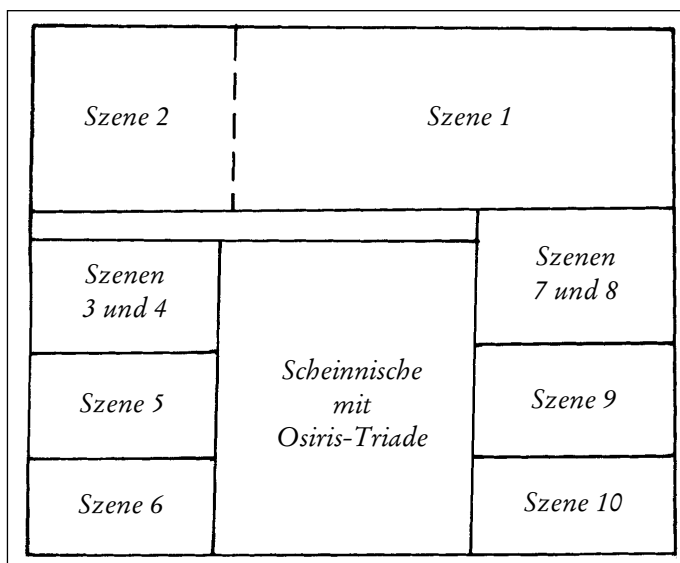 Szene 2
Szene 1
Szenen
3 und 4
Szenen
7 und 8
Scheinnische
mit
Osiris-Triade
Szene 5
Szene 9
Szene 6
Szene 10